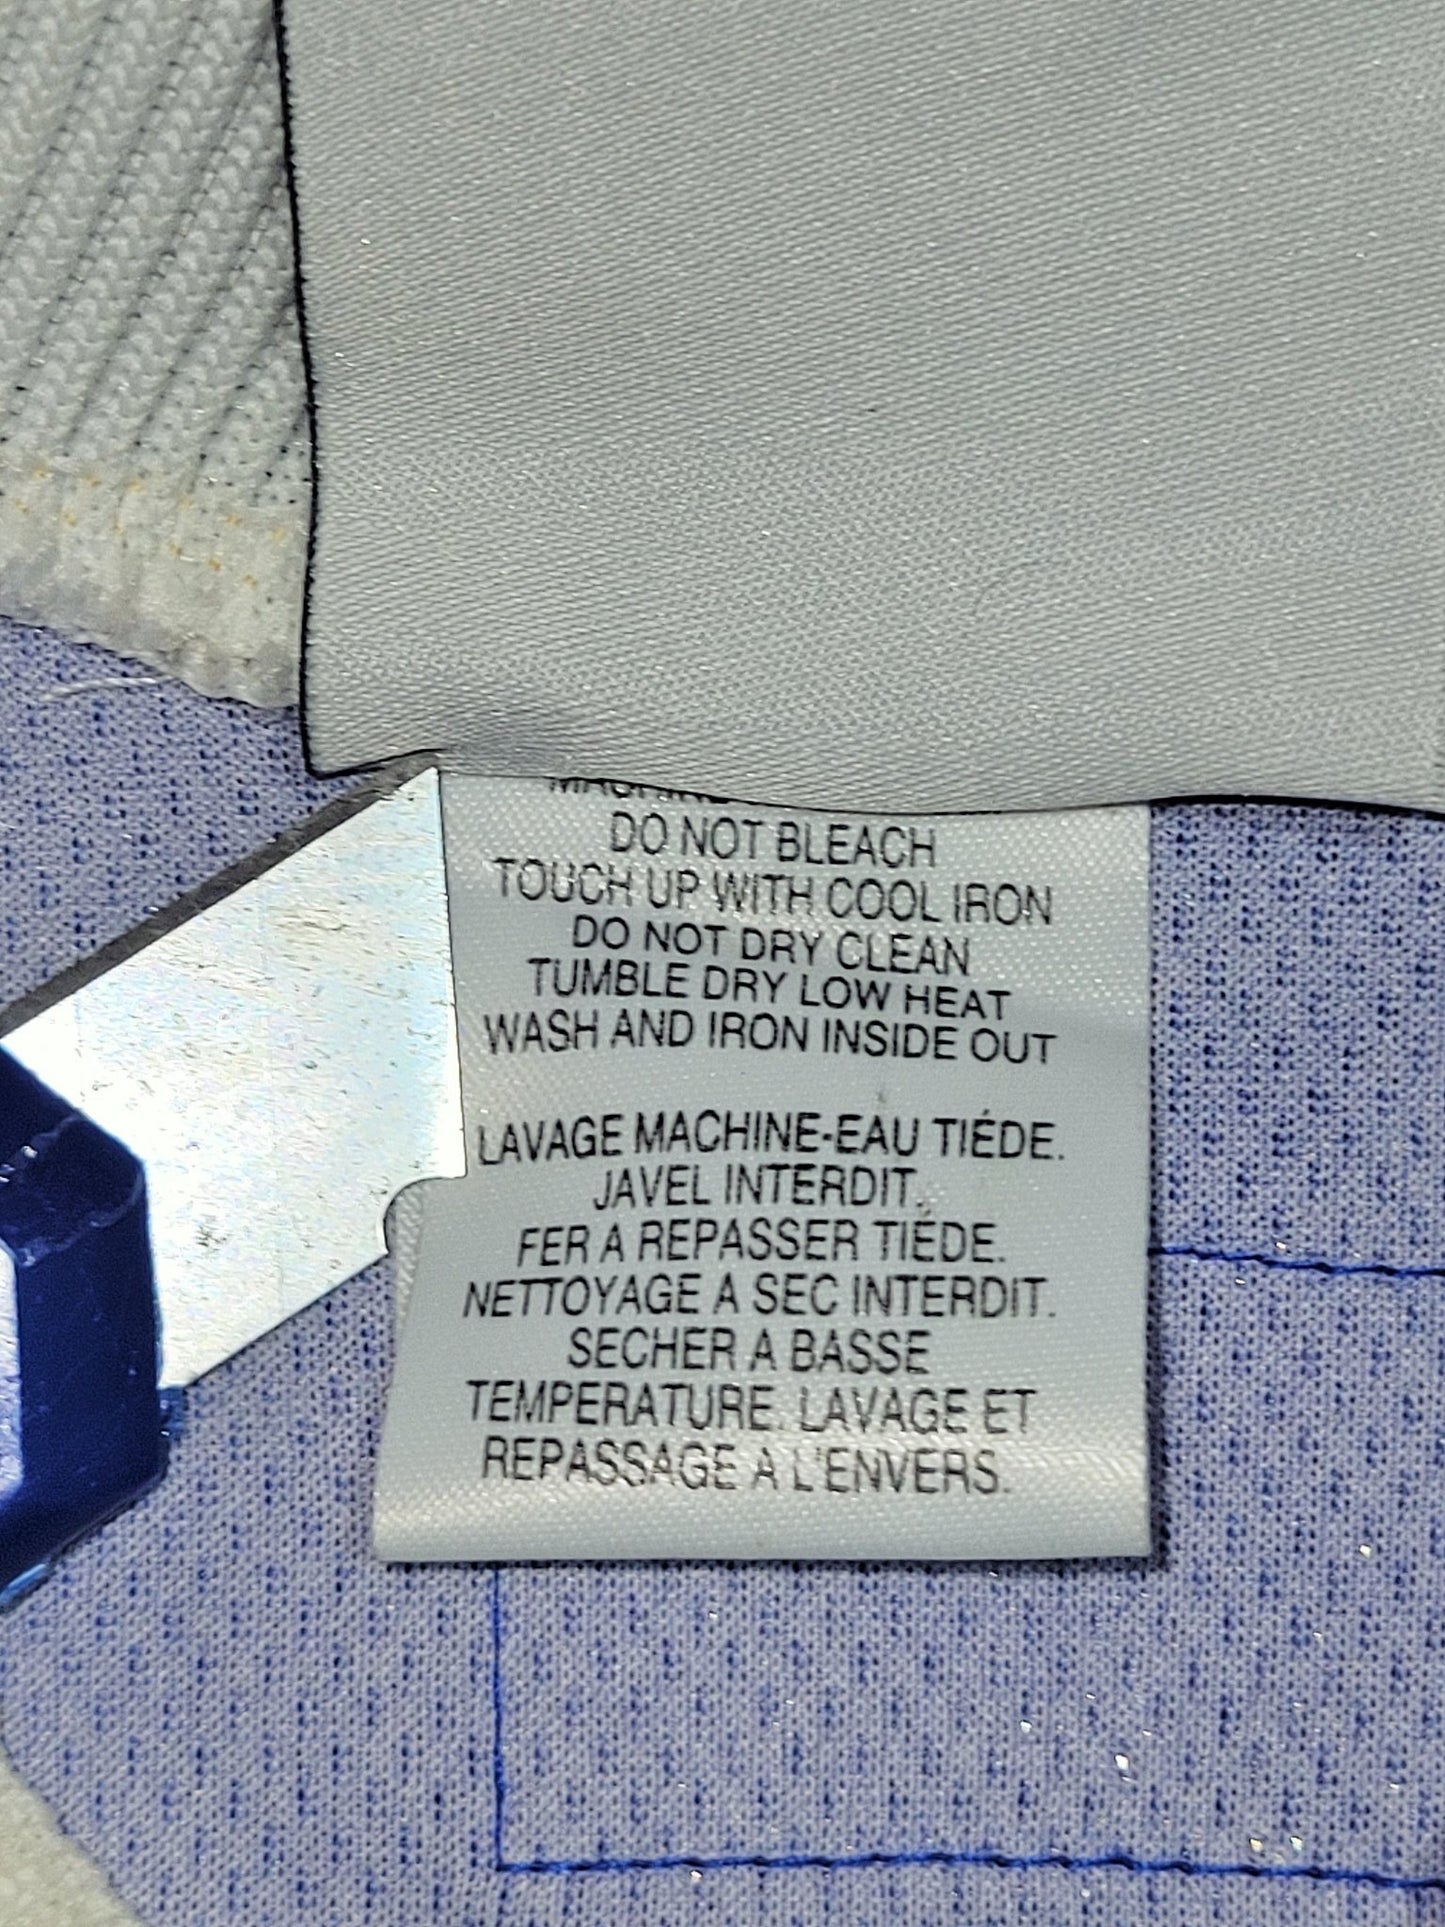 DO NOT BLEACH
TOUCH UP WITH COOL IRON
DO NOT DRY CLEAN
TUMBLE DRY LOW HEAT
WASH AND IRON INSIDE OUT
LAVAGE MACHINE-EAU TIÉDE.
JAVEL INTERDIT.
FER A REPASSER TIÉDE.
NETTOYAGE A SEC INTERDIT.
SECHER A BASSE
TEMPERATURE. LAVAGE ET
REPASSAGE A L'ENVERS.